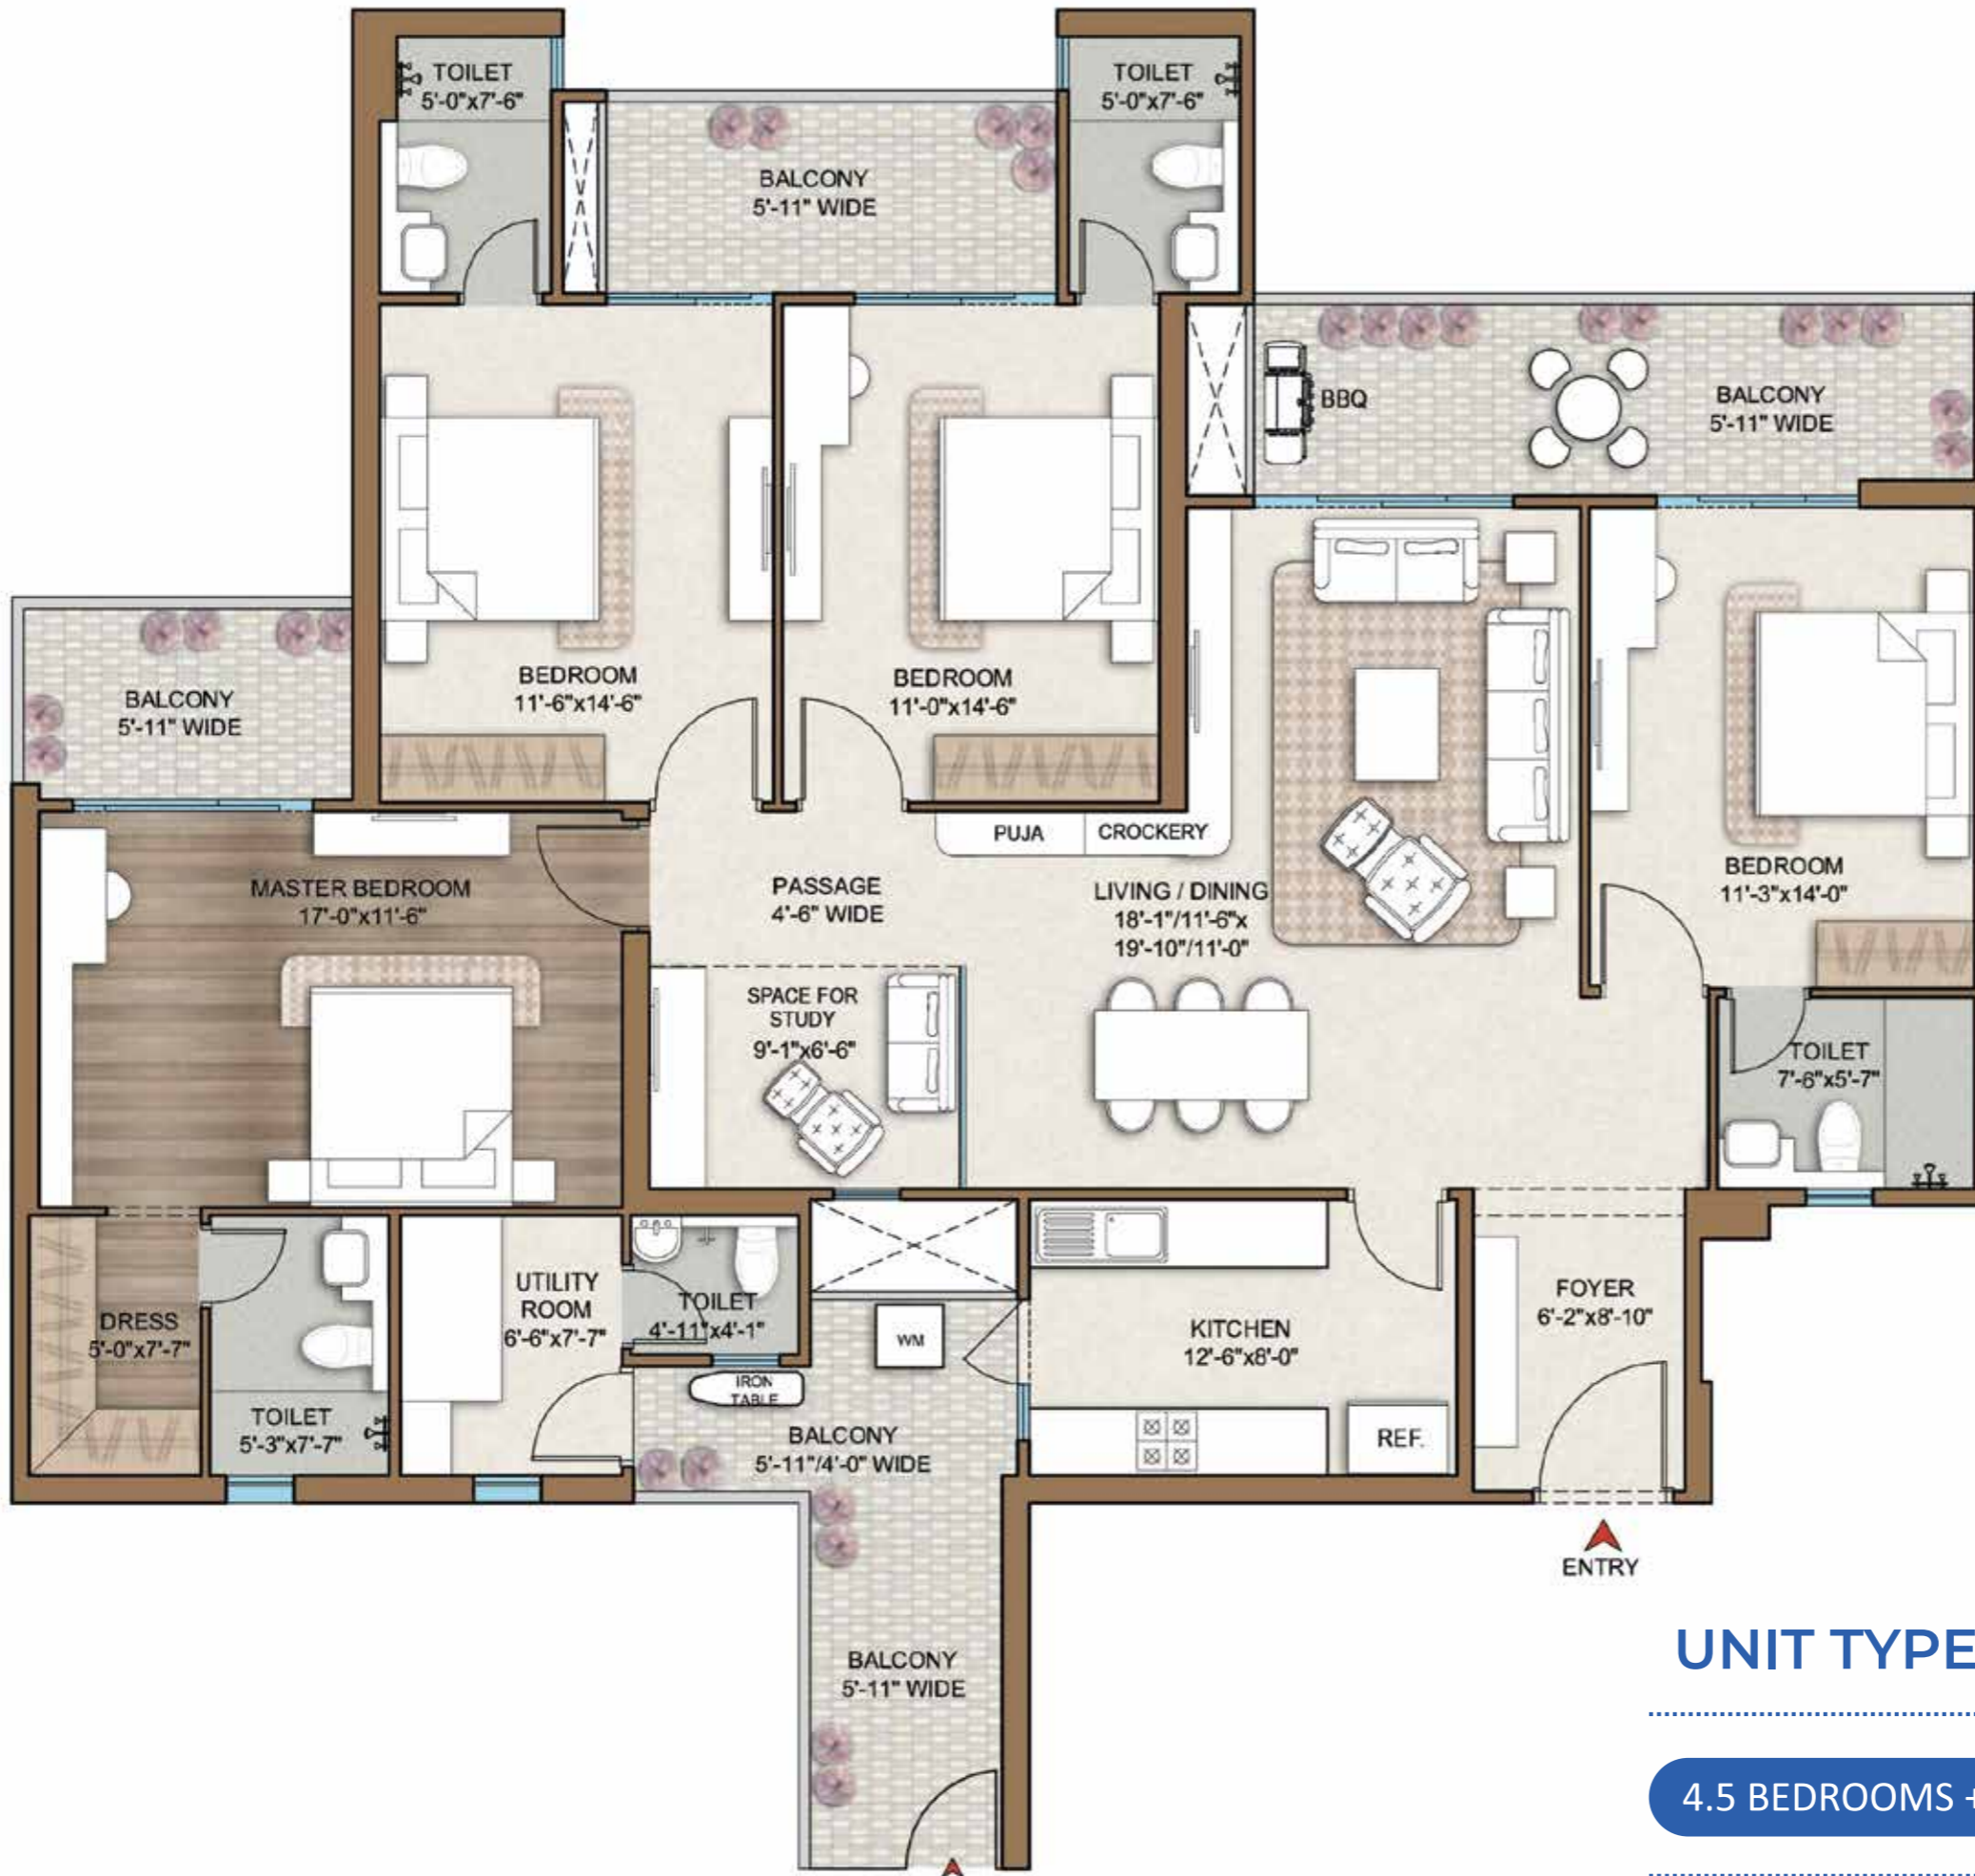 TOILET
5'-0"x7'-6"
TOILET
5'-0"x7'-6"
BALCONY
5'-11" WIDE
BBQ
BALCONY
5'-11" WIDE
BALCONY
5'-11" WIDE
BEDROOM
11'-6"x14'-6"
BEDROOM
11'-0"x14'-6"
PUJA
CROCKERY
MASTER BEDROOM
17'-0"x11'-6"
PASSAGE
4'-6" WIDE
LIVING / DINING
18'-1"/11'-6"x
19'-10"/11'-0"
BEDROOM
11'-3"x14'-0"
SPACE FOR
STUDY
9'-1"x6'-6"
TOILET
7'-6"x5'-7"
DRESS
5'-0"x7'-7"
TOILET
5'-3"x7'-7"
UTILITY
ROOM
6'-6"x7'-7"
TOILET
4'-11"x4'-1"
WM
IRON
TABLE
BALCONY
5'-11"/4'-0" WIDE
KITCHEN
12'-6"x8'-0"
REF.
FOYER
6'-2"x8'-10"
ENTRY
BALCONY
5'-11" WIDE
UNIT TYPE
4.5 BEDROOMS +